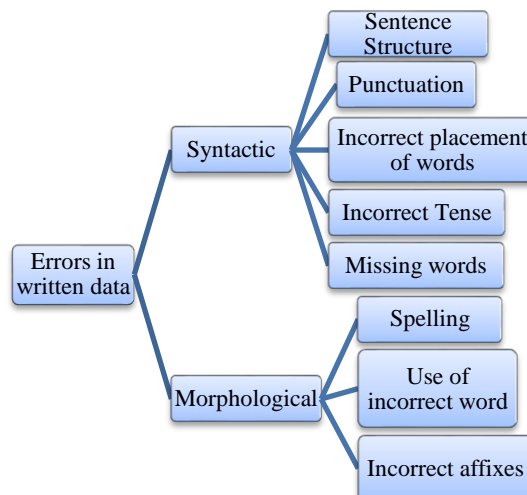 Errors in
written data
Syntactic
Sentence
Structure
Punctuation
Incorrect placement
of words
Incorrect Tense
Missing words
Morphological
Spelling
Use of
incorrect word
Incorrect affixes